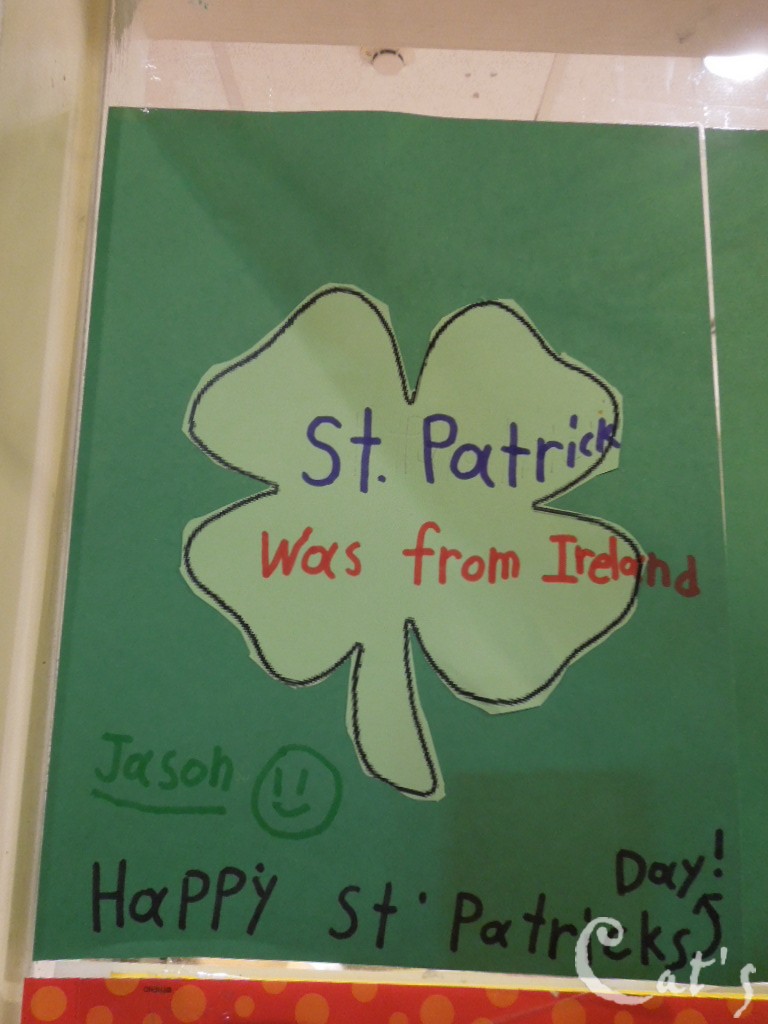 St. Patrick
Was from Ireland
Jason
Day!
Happy St. Patricks
Cat's